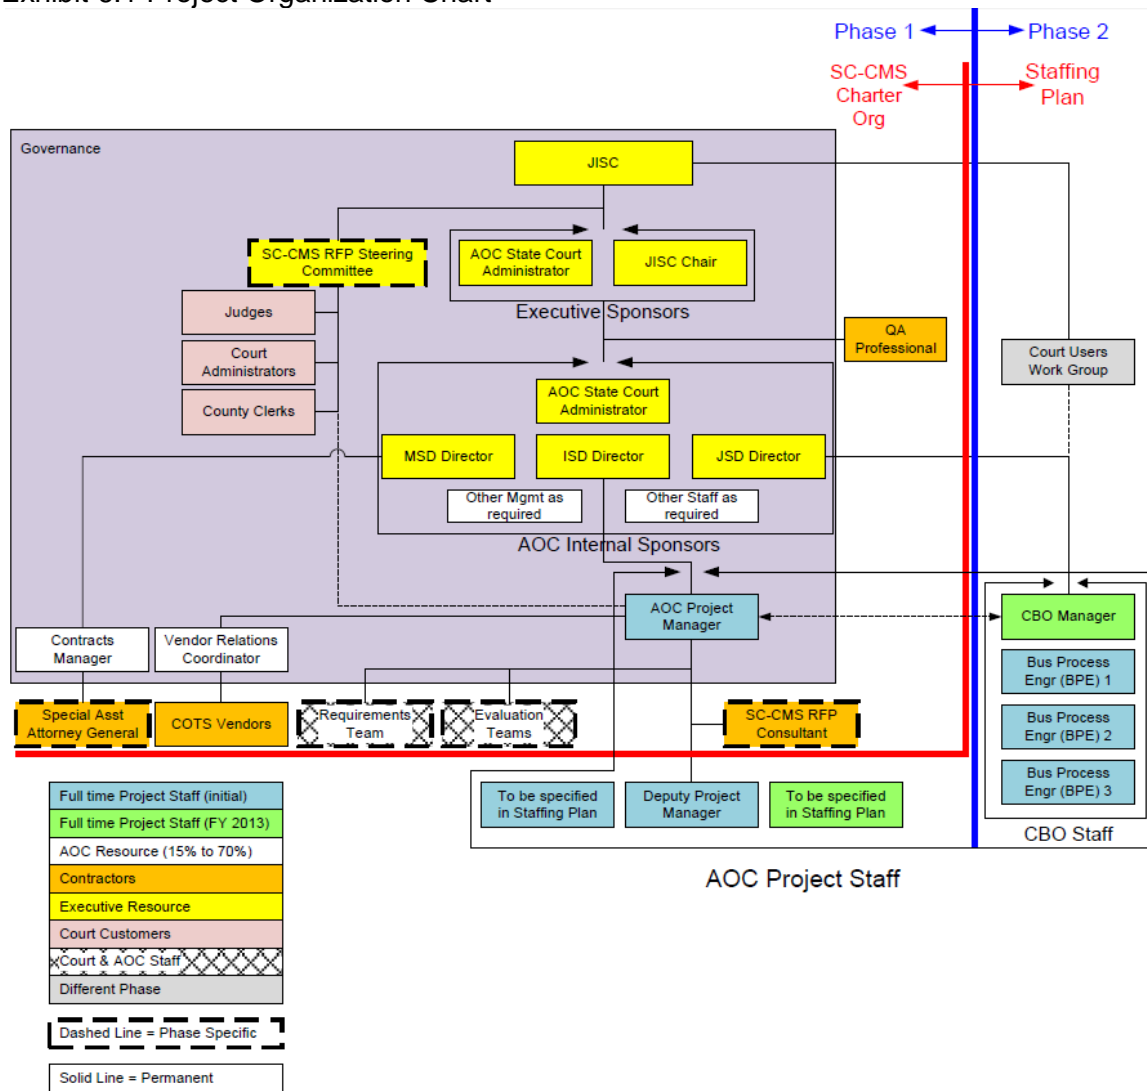 Phase 1
Phase 2
SC-CMS
Charter
Org
Staffing
Plan
Governance
JISC
SC-CMS RFP Steering
Committee
AOC State Court
Administrator
JISC Chair
Executive Sponsors
Judges
Court
Administrators
County Clerks
QA
Professional
Court Users
Work Group
AOC State Court
Administrator
MSD Director
ISD Director
JSD Director
Other Mgmt as
required
Other Staff as
required
AOC Internal Sponsors
AOC Project
Manager
CBO Manager
Contracts
Manager
Vendor Relations
Coordinator
Bus Process
Engr (BPE) 1
Special Asst
Attorney General
COTS Vendors
Requirements
Team
Evaluation
Teams
SC-CMS RFP
Consultant
Bus Process
Engr (BPE) 2
Bus Process
Engr (BPE) 3
CBO Staff
To be specified
in Staffing Plan
Deputy Project
Manager
To be specified
in Staffing Plan
AOC Project Staff
Full time Project Staff (initial)
Full time Project Staff (FY 2013)
AOC Resource (15% to 70%)
Contractors
Executive Resource
Court Customers
Court & AOC Staff
Different Phase
Dashed Line = Phase Specific
Solid Line = Permanent